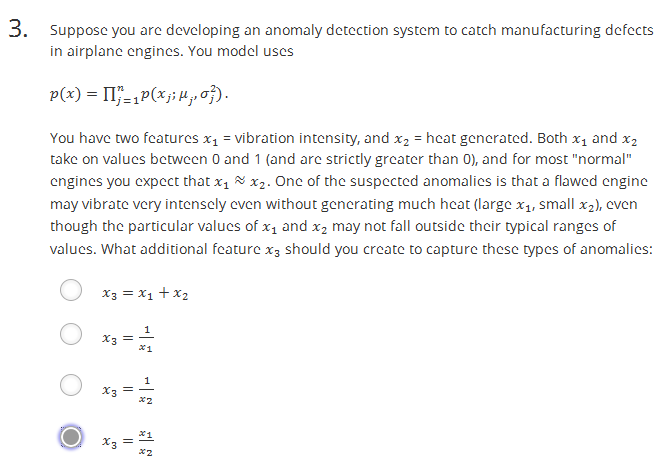 3. Suppose you are developing an anomaly detection system to catch manufacturing defects
in airplane engines. You model uses
p(x) = Π_{j=1}^{n} p(x_j; μ_j, σ_j^2).
You have two features x₁ = vibration intensity, and x₂ = heat generated. Both x₁ and x₂
take on values between 0 and 1 (and are strictly greater than 0), and for most "normal"
engines you expect that x₁ ≈ x₂. One of the suspected anomalies is that a flawed engine
may vibrate very intensely even without generating much heat (large x₁, small x₂), even
though the particular values of x₁ and x₂ may not fall outside their typical ranges of
values. What additional feature x₃ should you create to capture these types of anomalies:
x₃ = x₁ + x₂
x₃ = 1/x₁
x₃ = 1/x₂
x₃ = x₁/x₂